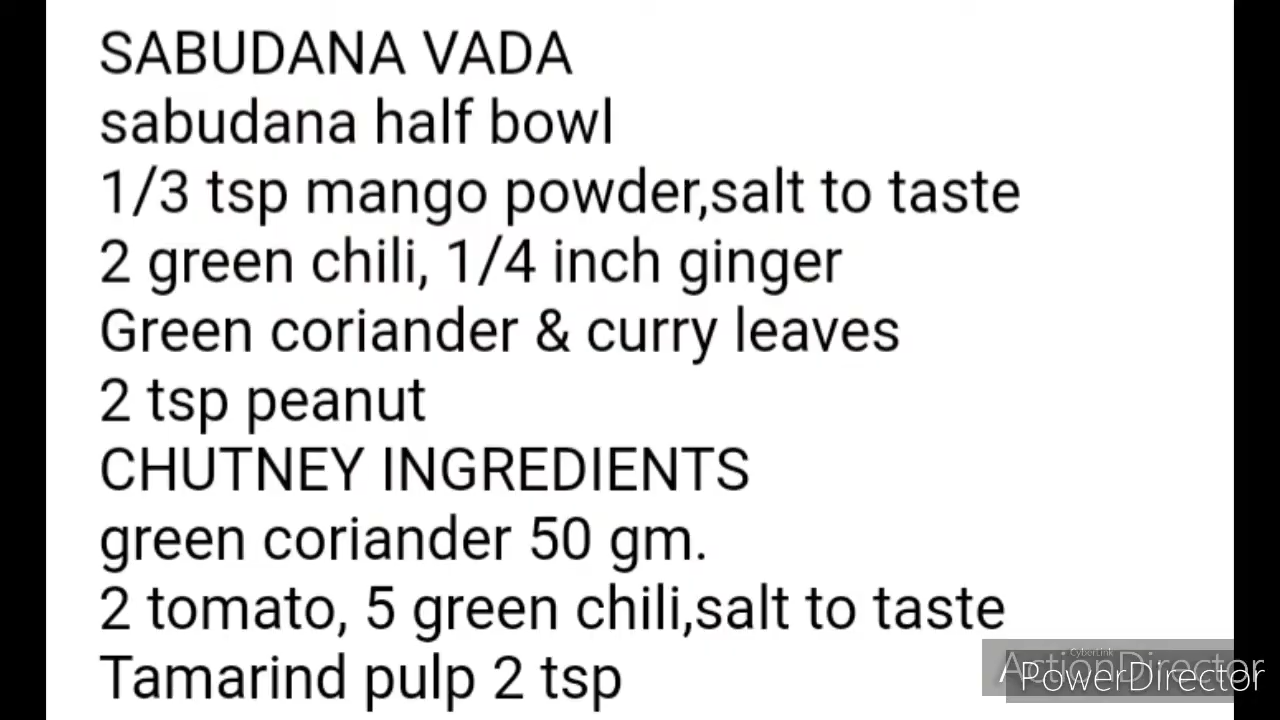 SABUDANA VADA
sabudana half bowl
1/3 tsp mango powder,salt to taste
2 green chili, 1/4 inch ginger
Green coriander & curry leaves
2 tsp peanut
CHUTNEY INGREDIENTS
green coriander 50 gm.
2 tomato, 5 green chili,salt to taste
Tamarind pulp 2 tsp
CyberLink
ActionDirector
PowerDirector